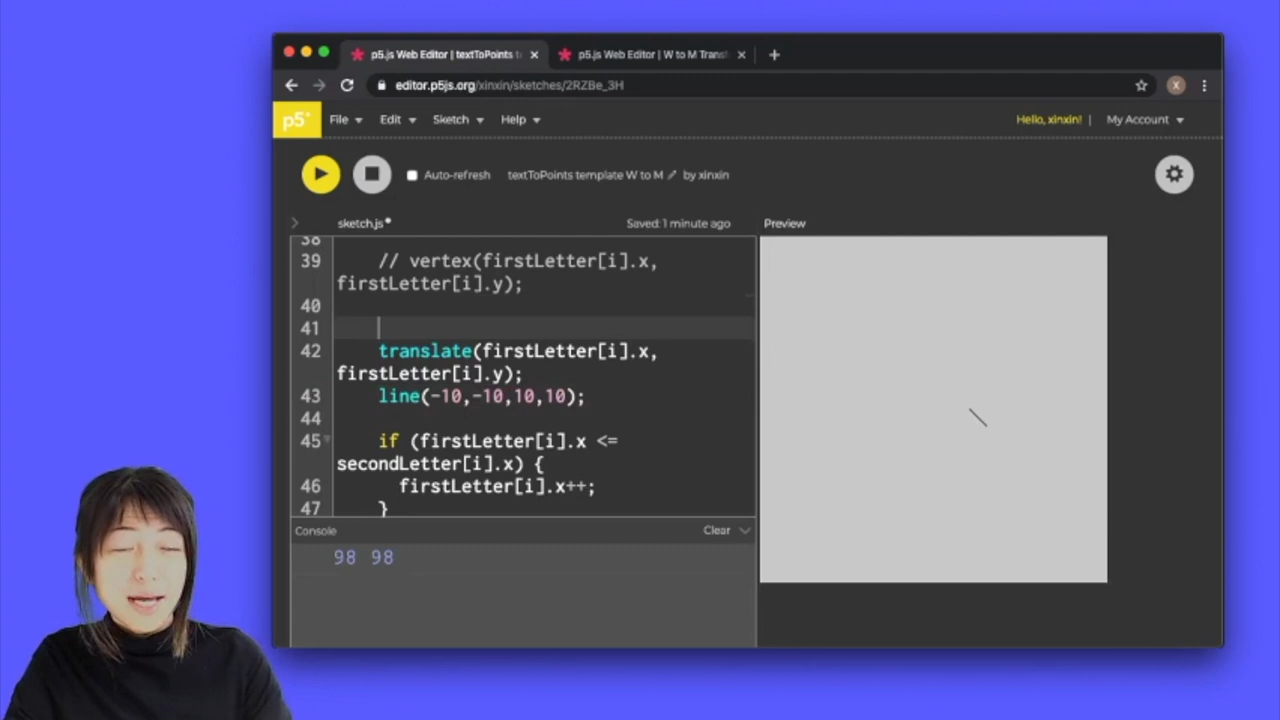 p5.js Web Editor | textToPoints t
p5.js Web Editor | W to M Trans
editor.p5js.org/xinxin/sketches/2RZBe_3H
X
p5*
File
Edit
Sketch
Help
Hello, xinxin! |
My Account
Auto-refresh
textToPoints template W to M
by xinxin
sketch.js
Saved: 1 minute ago
Preview
38
39 // vertex(firstLetter[i].x,
firstLetter[i].y);
40
41
42 translate(firstLetter[i].x,
firstLetter[i].y);
43 line(-10,-10,10,10);
44
45 if (firstLetter[i].x <=
secondLetter[i].x) {
46 firstLetter[i].x++;
47 }
Console
Clear
98 98